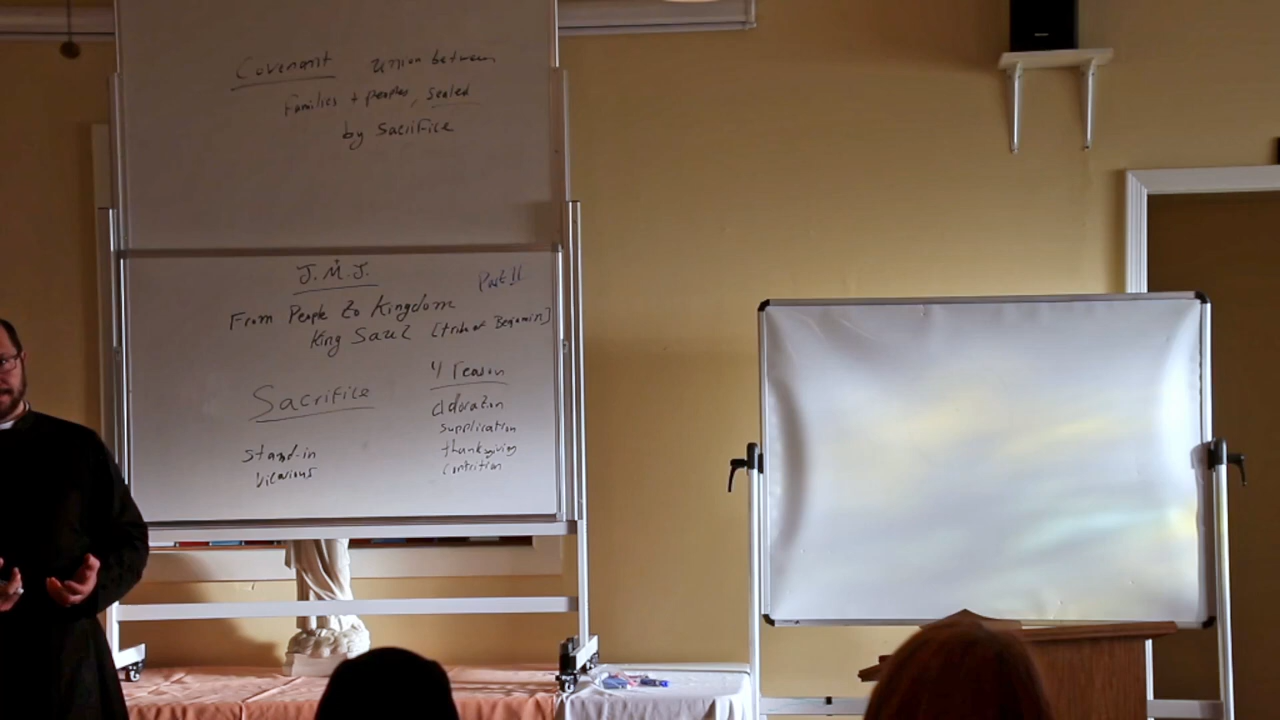 Covenant union between
Families + peoples, sealed
by sacrifice
J.M.J.
Part II
From People to Kingdom
King Saul [tribe of Benjamin]
4 reason
Sacrifice
adoration
supplication
stand-in
thanksgiving
vicarious
contrition